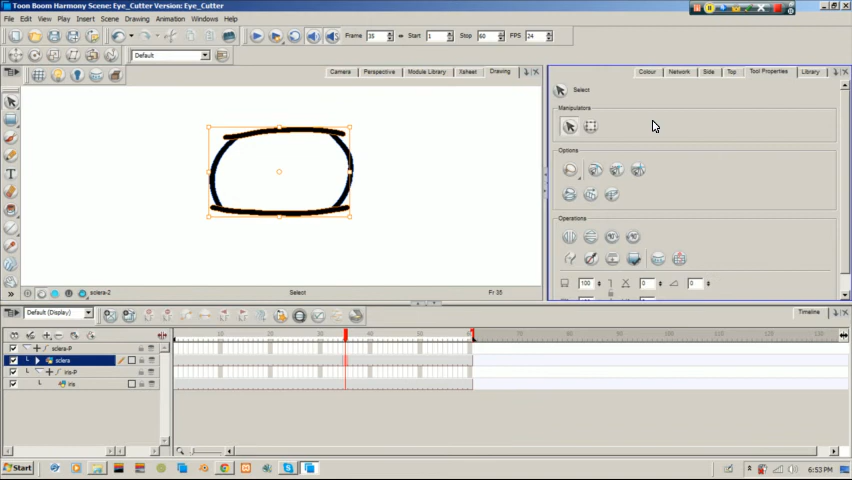 Toon Boom Harmony Scene: Eye_Cutter Version: Eye_Cutter
File Edit View Insert Scene Drawing Animation Windows Help
Frame 35 Start 1 Stop 60 FPS 24
Default
Camera Perspective Module Library Xsheet Drawing
Colour Network Side Top Tool Properties Library
Select
Manipulators
Options
Operations
100 0 0
sclera-2 Select Fr 35
Default (Display) Timeline
10 20 30 40 50 60 70 80 90 100 110 120 130
sclera-P
sclera
iris-P
iris
Start 6:53 PM